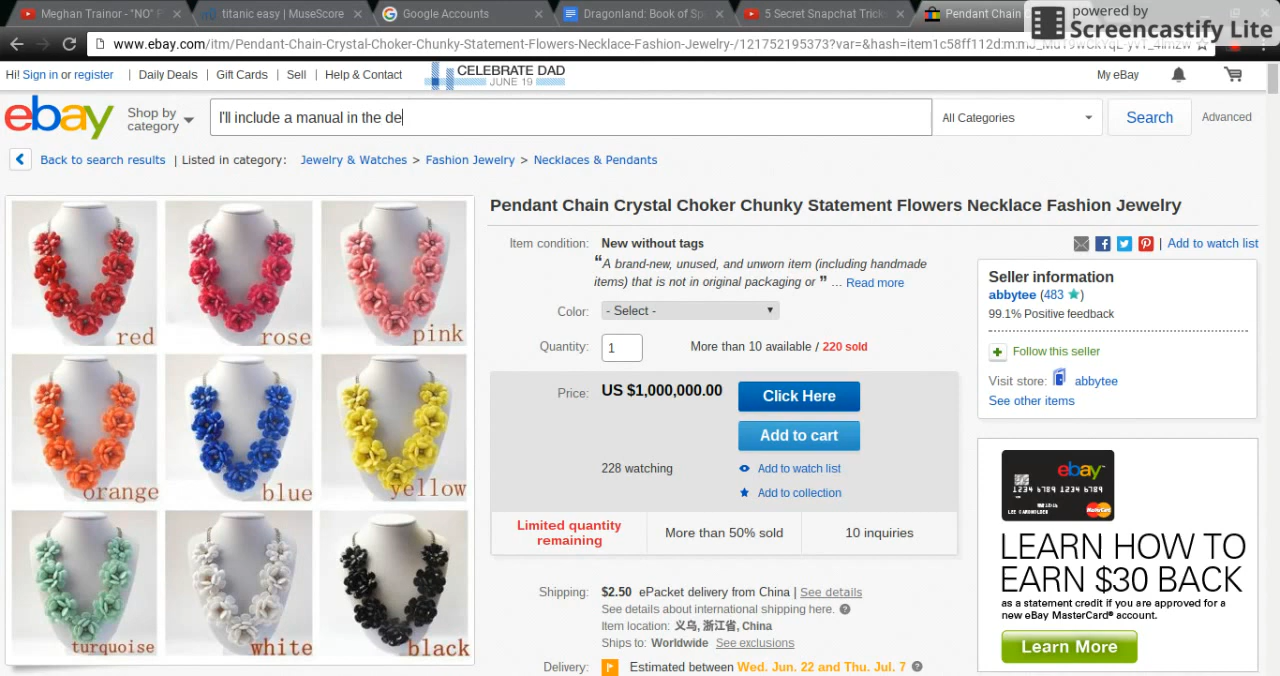 Meghan Trainor - "NO"
titanic easy | MuseScore
Google Accounts
Dragonland: Book of Sp
5 Secret Snapchat Trick
Pendant Chain
powered by
Screencastify Lite
www.ebay.com/itm/Pendant-Chain-Crystal-Choker-Chunky-Statement-Flowers-Necklace-Fashion-Jewelry-/121752195373?var=&hash=item1c58ff112d:m:
Hi! Sign in or register | Daily Deals | Gift Cards | Sell | Help & Contact
CELEBRATE DAD
JUNE 19
My eBay
ebay
Shop by
category
I'll include a manual in the de
All Categories
Search
Advanced
Back to search results | Listed in category: Jewelry & Watches > Fashion Jewelry > Necklaces & Pendants
red
rose
pink
orange
blue
yellow
turquoise
white
black
Pendant Chain Crystal Choker Chunky Statement Flowers Necklace Fashion Jewelry
Item condition: New without tags
“A brand-new, unused, and unworn item (including handmade
items) that is not in original packaging or ” ... Read more
Color: - Select -
Quantity: 1 More than 10 available / 220 sold
Price: US $1,000,000.00
Click Here
Add to cart
228 watching
Add to watch list
Add to collection
Limited quantity
remaining
More than 50% sold
10 inquiries
Shipping: $2.50 ePacket delivery from China | See details
See details about international shipping here.
Item location: 义乌, 浙江省, China
Ships to: Worldwide See exclusions
Delivery: Estimated between Wed. Jun. 22 and Thu. Jul. 7
| Add to watch list
Seller information
abbytee (483)
99.1% Positive feedback
Follow this seller
Visit store: abbytee
See other items
ebay
1234 6789 1234 6789
LEE CARDHOLDER
MasterCard
LEARN HOW TO
EARN $30 BACK
as a statement credit if you are approved for a
new eBay MasterCard® account.
Learn More